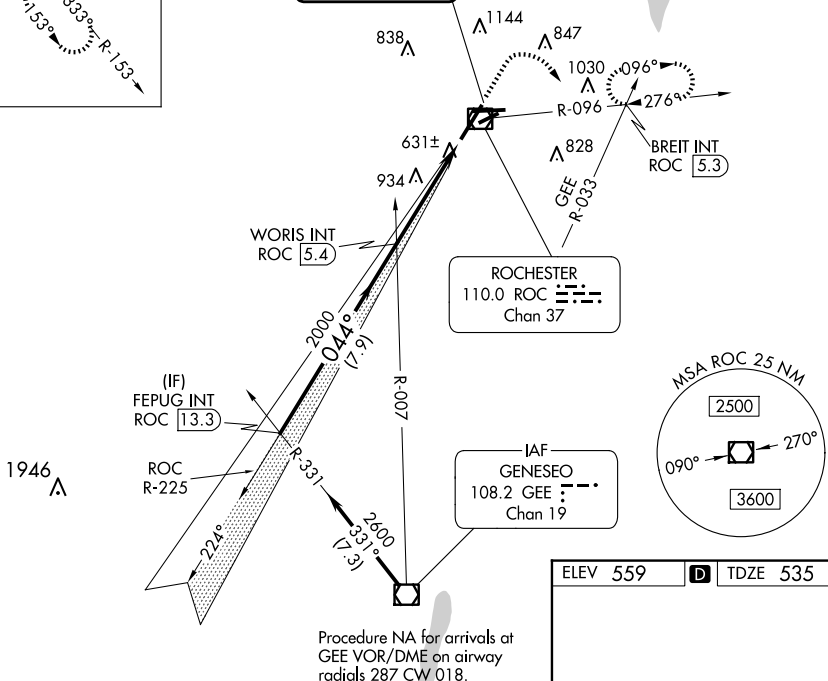 153°
333°
R-153
838
1144
847
1030
096°
276°
R-096
BREIT INT
ROC 5.3
631±
934
828
GEE
R-033
WORIS INT
ROC 5.4
ROCHESTER
110.0 ROC
Chan 37
2000
044°
(7.9)
R-007
(IF)
FEPUG INT
ROC 13.3
MSA ROC 25 NM
2500
090°
270°
3600
1946
ROC
R-225
R-331
224°
2600
331°
(7.3)
IAF
GENESEO
108.2 GEE
Chan 19
ELEV 559 D TDZE 535
Procedure NA for arrivals at
GEE VOR/DME on airway
radials 287 CW 018.